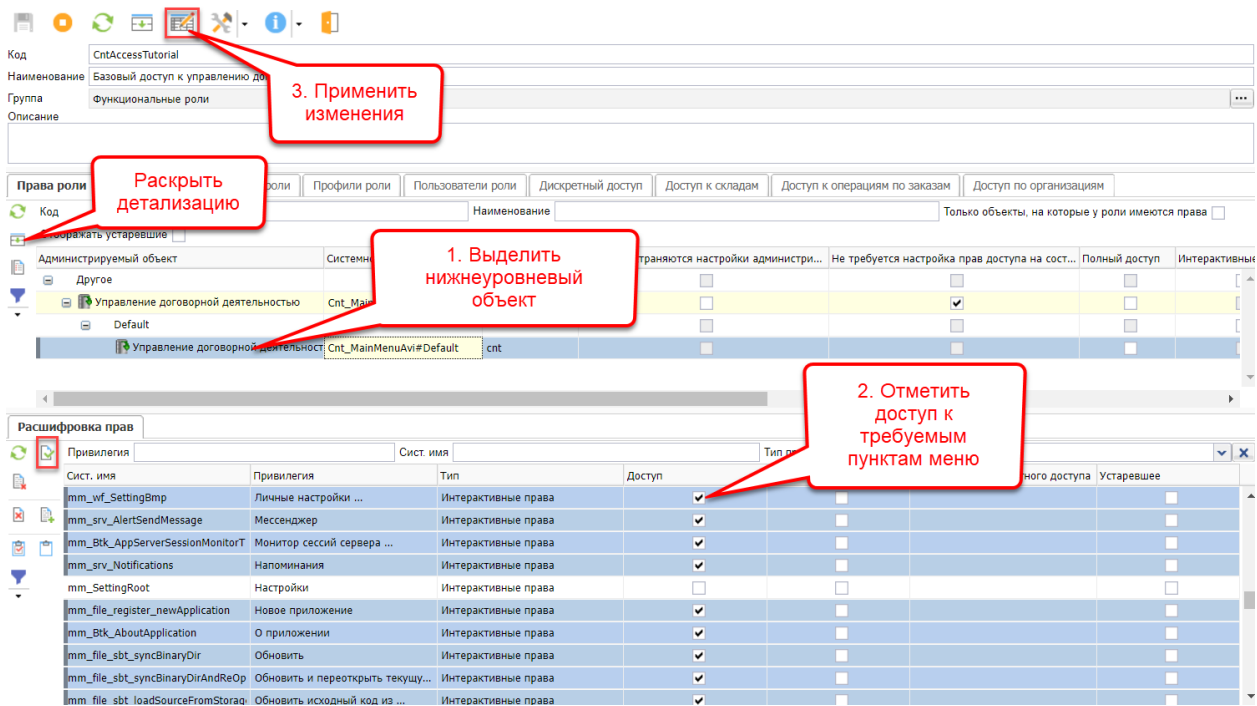 Код CntAccessTutorial
Наименование Базовый доступ к управлению до
3. Применить
изменения
Группа Функциональные роли ...
Описание
Раскрыть
детализацию
Права роли роли Профили роли Пользователи роли Дискретный доступ Доступ к складам Доступ к операциям по заказам Доступ по организациям
Код Наименование Только объекты, на которые у роли имеются права
Отображать устаревшие
1. Выделить
нижнеуровневый
объект
Администрируемый объект Системно траняются настройки администри... Не требуется настройка прав доступа на сост... Полный доступ Интерактивные
Другое
Управление договорной деятельностью Cnt_Main
Default
Управление договорной деятельност Cnt_MainMenuAvi#Default cnt
2. Отметить
доступ к
требуемым
пунктам меню
Расшифровка прав
Привилегия Сист. имя Тип
Сист. имя Привилегия Тип Доступ ного доступа Устаревшее
mm_wf_SettingBmp Личные настройки ... Интерактивные права
mm_srv_AlertSendMessage Мессенджер Интерактивные права
mm_Btk_AppServerSessionMonitorT Монитор сессий сервера ... Интерактивные права
mm_srv_Notifications Напоминания Интерактивные права
mm_SettingRoot Настройки Интерактивные права
mm_file_register_newApplication Новое приложение Интерактивные права
mm_Btk_AboutApplication О приложении Интерактивные права
mm_file_sbt_syncBinaryDir Обновить Интерактивные права
mm_file_sbt_syncBinaryDirAndReOp Обновить и переоткрыть текущу... Интерактивные права
mm_file_sbt_loadSourceFromStorag Обновить исходный код из ... Интерактивные права